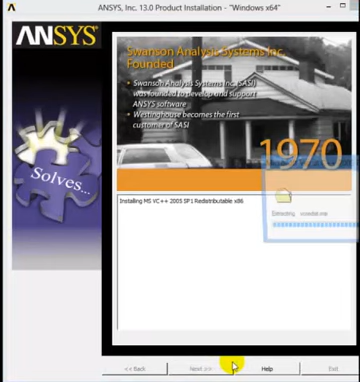 ANSYS, Inc. 13.0 Product Installation - "Windows x64"
ANSYS
Swanson Analysis Systems Inc.
Founded
• Swanson Analysis Systems Inc. (SASI)
was founded to develop and support
ANSYS software
• Westinghouse becomes the first
customer of SASI
1970
Solves...
Installing MS VC++ 2005 SP1 Redistributable x86
Extracting
<< Back
Next >>
Help
Exit